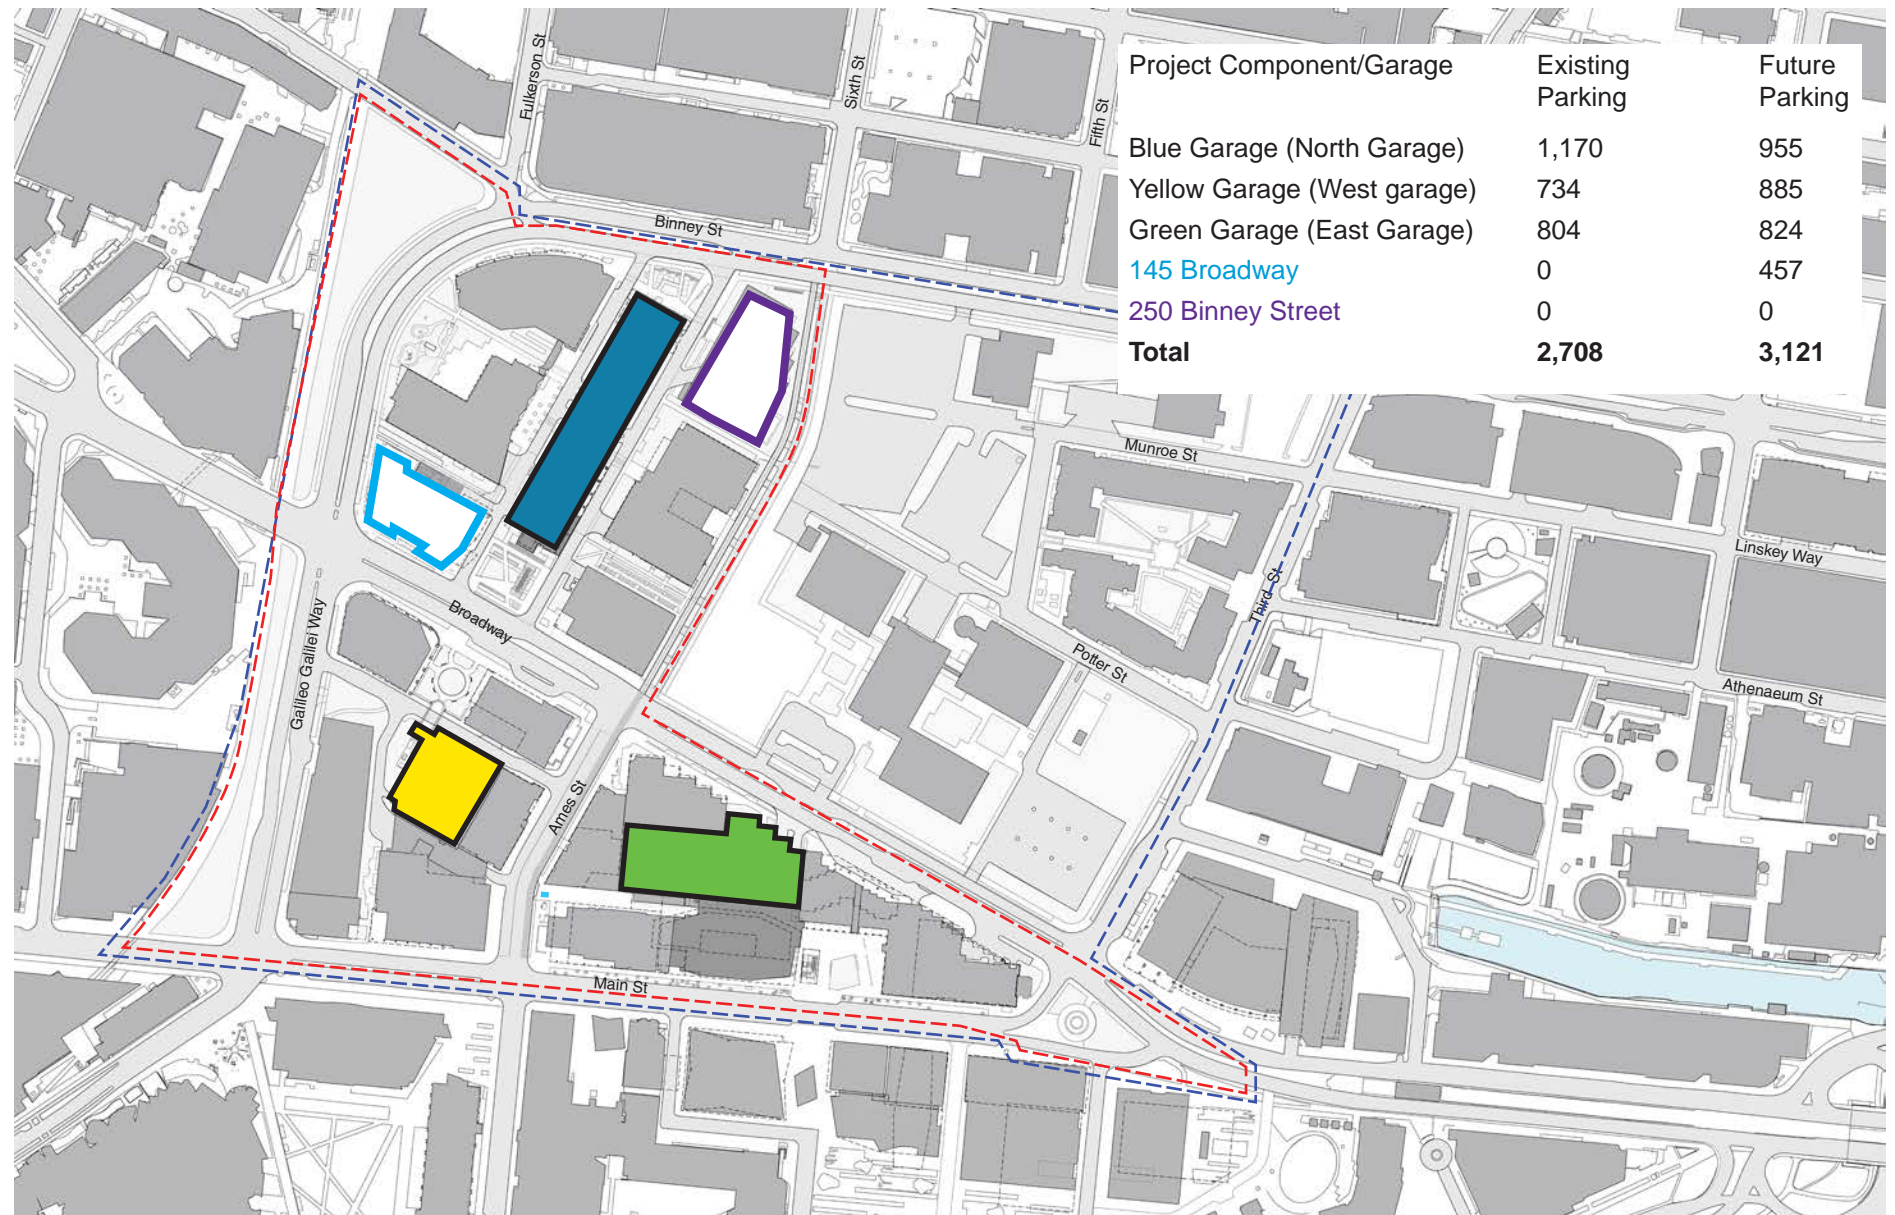 Project Component/Garage Existing Parking Future Parking
Blue Garage (North Garage) 1,170 955
Yellow Garage (West garage) 734 885
Green Garage (East Garage) 804 824
145 Broadway 0 457
250 Binney Street 0 0
Total 2,708 3,121
Fulkerson St
Sixth St
Fifth St
Binney St
Munroe St
Linskey Way
Third St
Broadway
Galileo Galilei Way
Potter St
Athenaeum St
Ames St
Main St